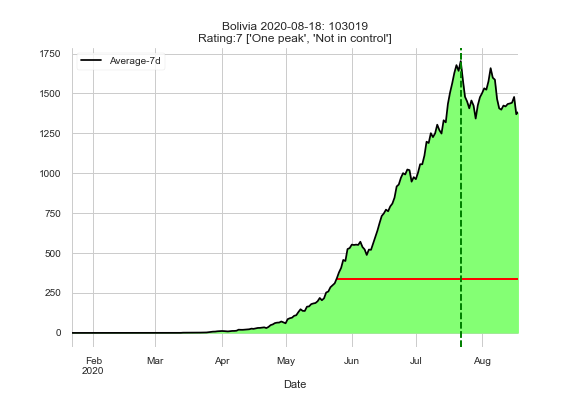 Bolivia 2020-08-18: 103019
Rating:7 ['One peak', 'Not in control']
Average-7d
1750
1500
1250
1000
750
500
250
0
Feb Mar Apr May Jun Jul Aug
2020
Date